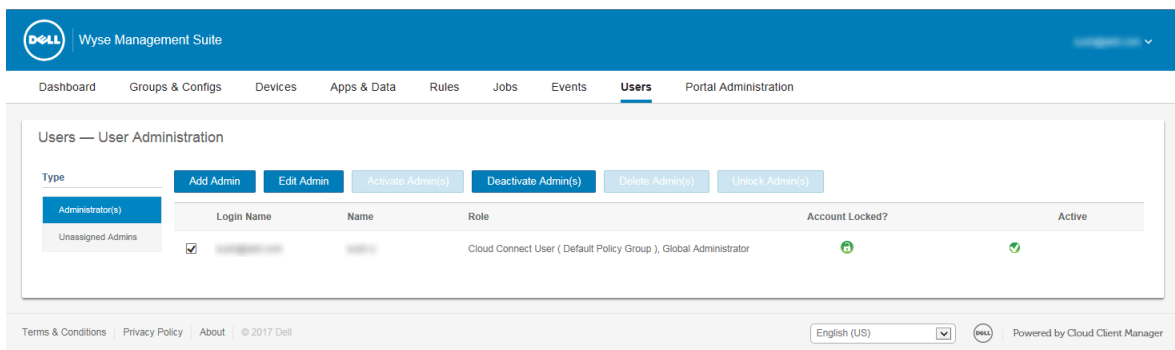 DELL Wyse Management Suite
Dashboard Groups & Configs Devices Apps & Data Rules Jobs Events Users Portal Administration
Users — User Administration
Type Add Admin Edit Admin Activate Admin(s) Deactivate Admin(s) Delete Admin(s) Unlock Admin(s)
Administrator(s) Login Name Name Role Account Locked? Active
Unassigned Admins
Cloud Connect User ( Default Policy Group ), Global Administrator
Terms & Conditions Privacy Policy About © 2017 Dell English (US) DELL Powered by Cloud Client Manager